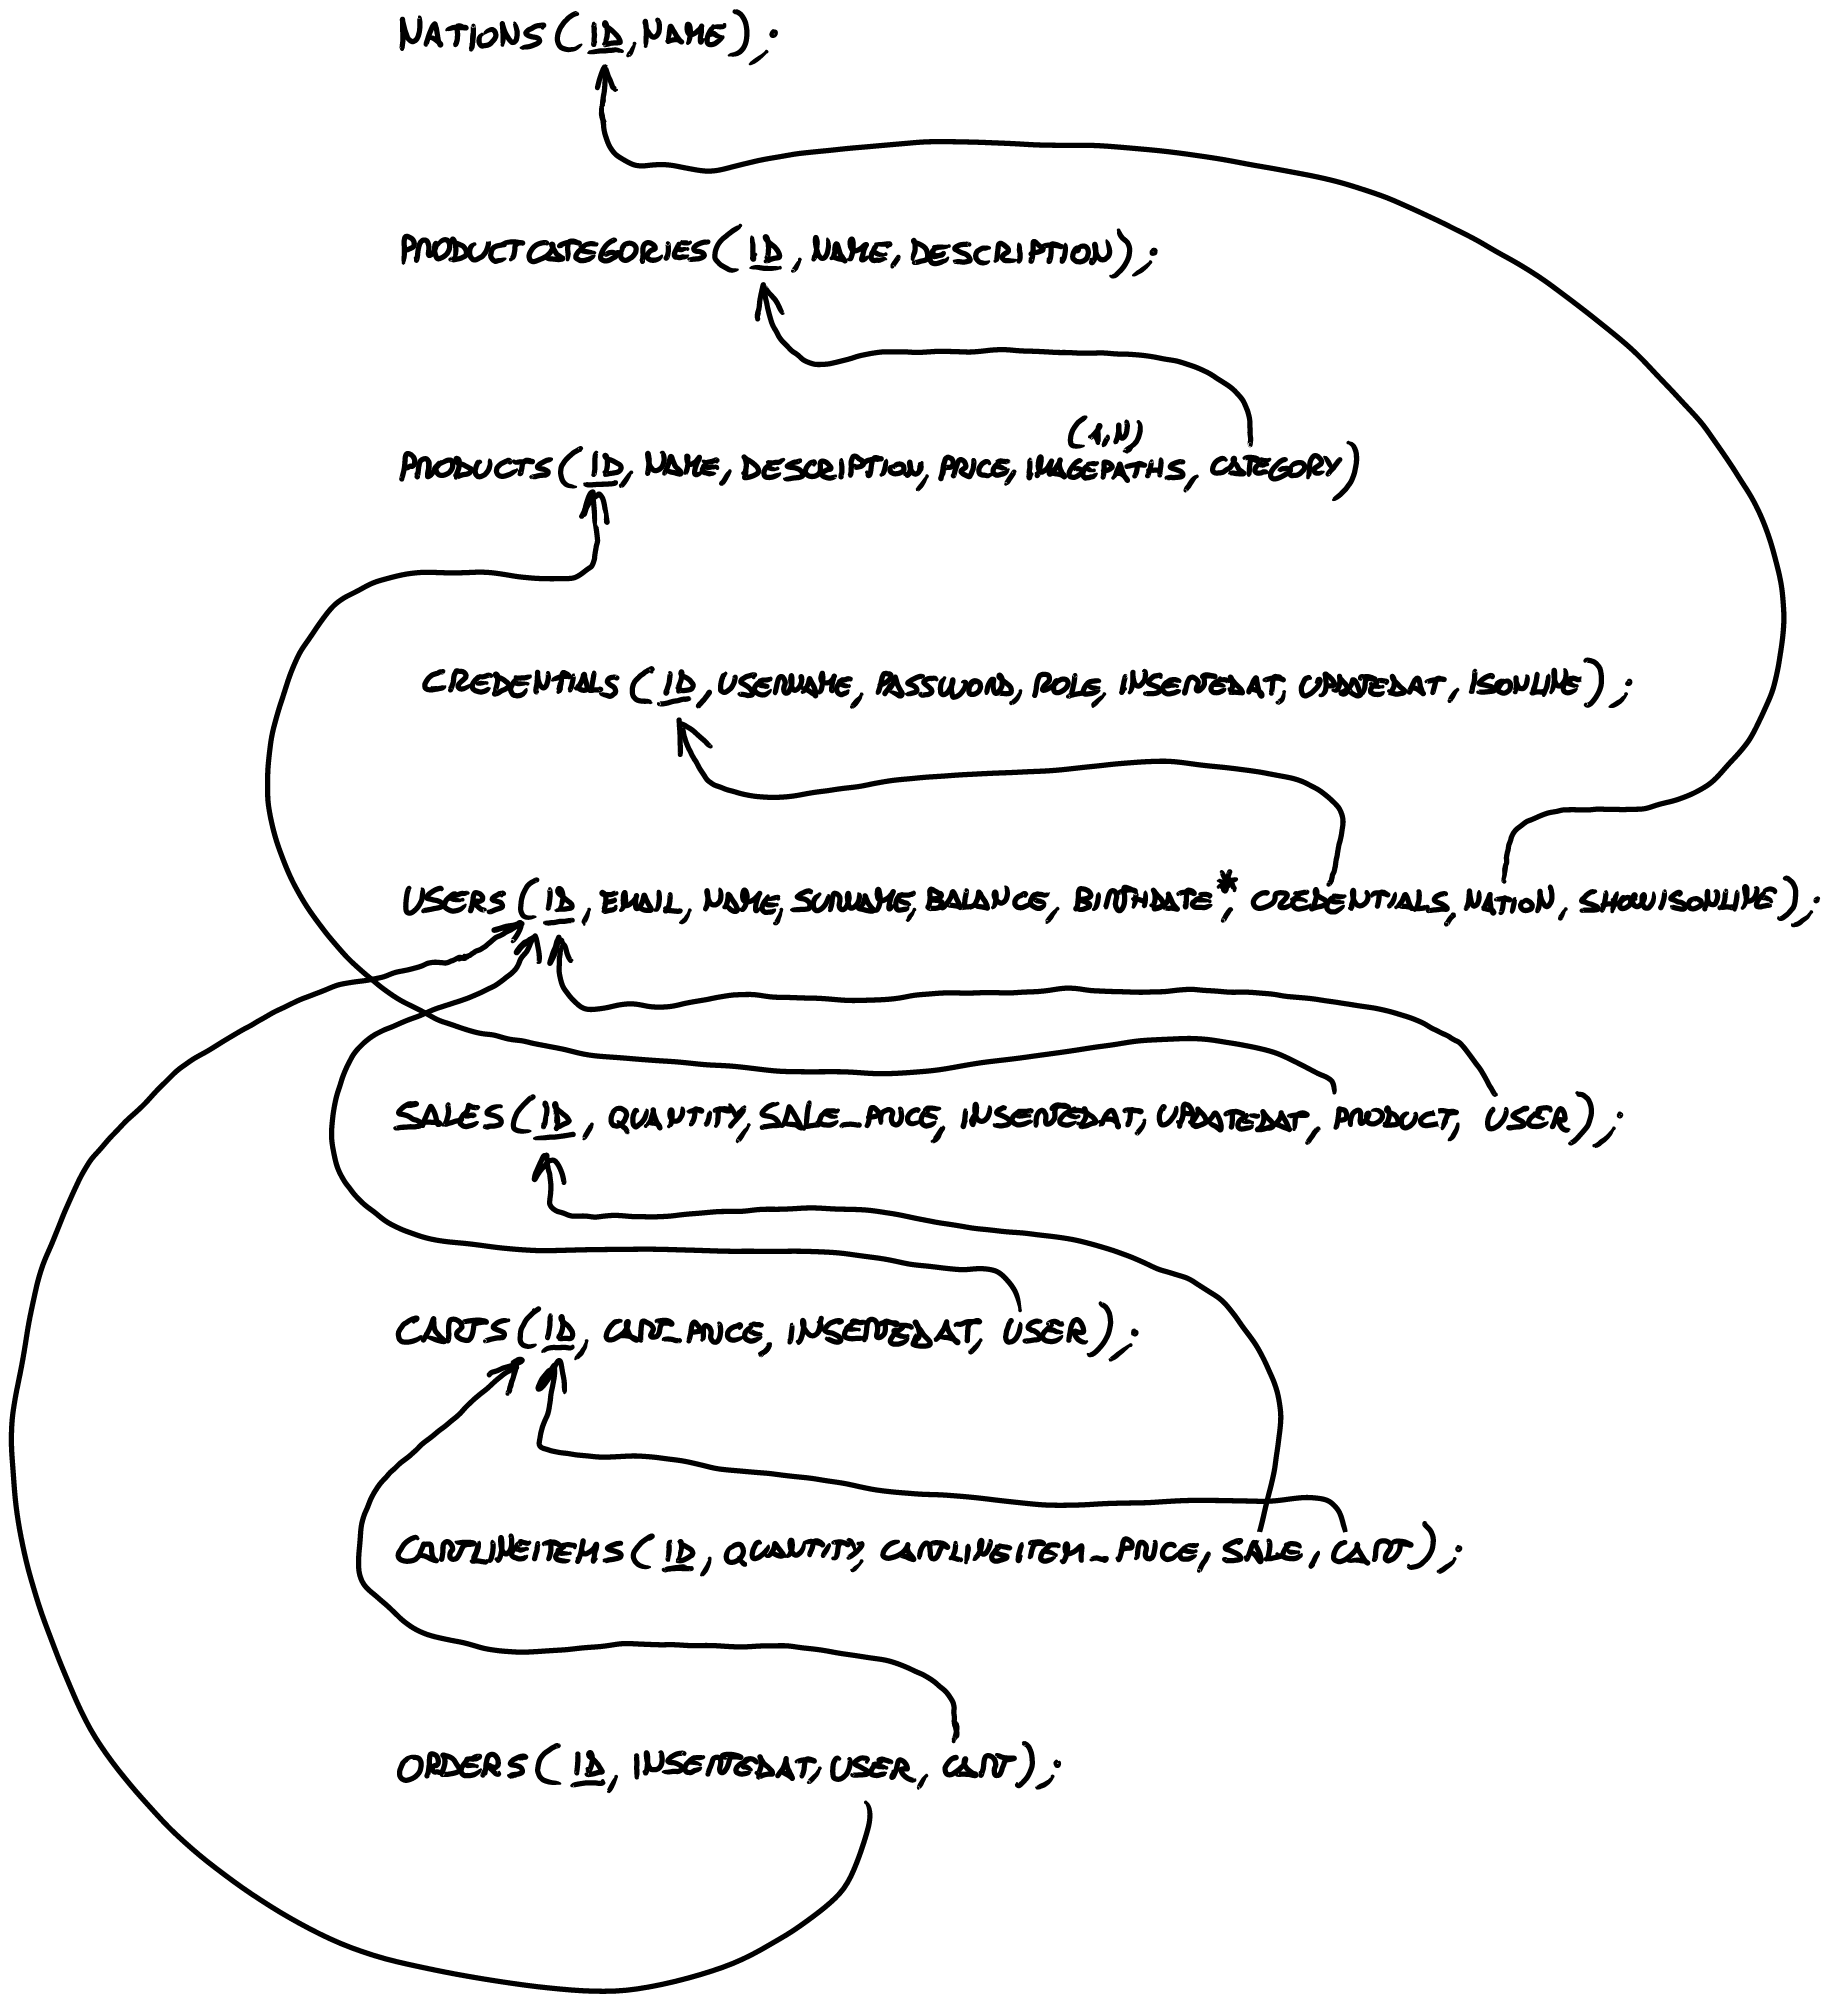 NATIONS(ID,NAME);
PRODUCTCATEGORIES(ID,NAME,DESCRIPTION);
(1,N)
PRODUCTS(ID,NAME,DESCRIPTION,PRICE,IMAGEPATHS,CATEGORY)
CREDENTIALS(ID,USERNAME,PASSWORD,ROLE,INSERTEDAT,UPDATEDAT,ISONLINE);
USERS(ID,EMAIL,NAME,SURNAME,BALANCE,BIRTHDATE*,CREDENTIALS,NATION,SHOWISONLINE);
SALES(ID,QUANTITY,SALE_PRICE,INSERTEDAT,UPDATEDAT,PRODUCT,USER);
CARTS(ID,CART_PRICE,INSERTEDAT,USER);
CARTLINEITEMS(ID,QUANTITY,CARTLINEITEM_PRICE,SALE,CART);
ORDERS(ID,INSERTEDAT,USER,CART);